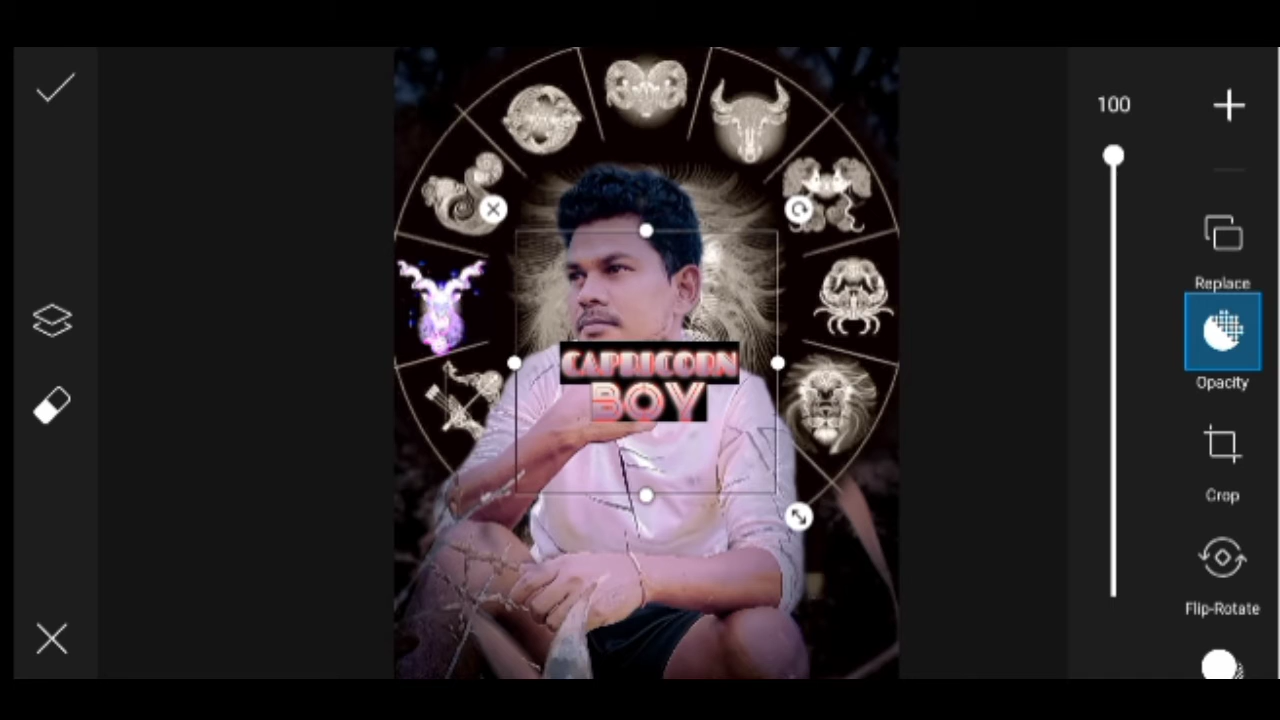 100
Replace
Opacity
Crop
Flip-Rotate
CAPRICORN
BOY